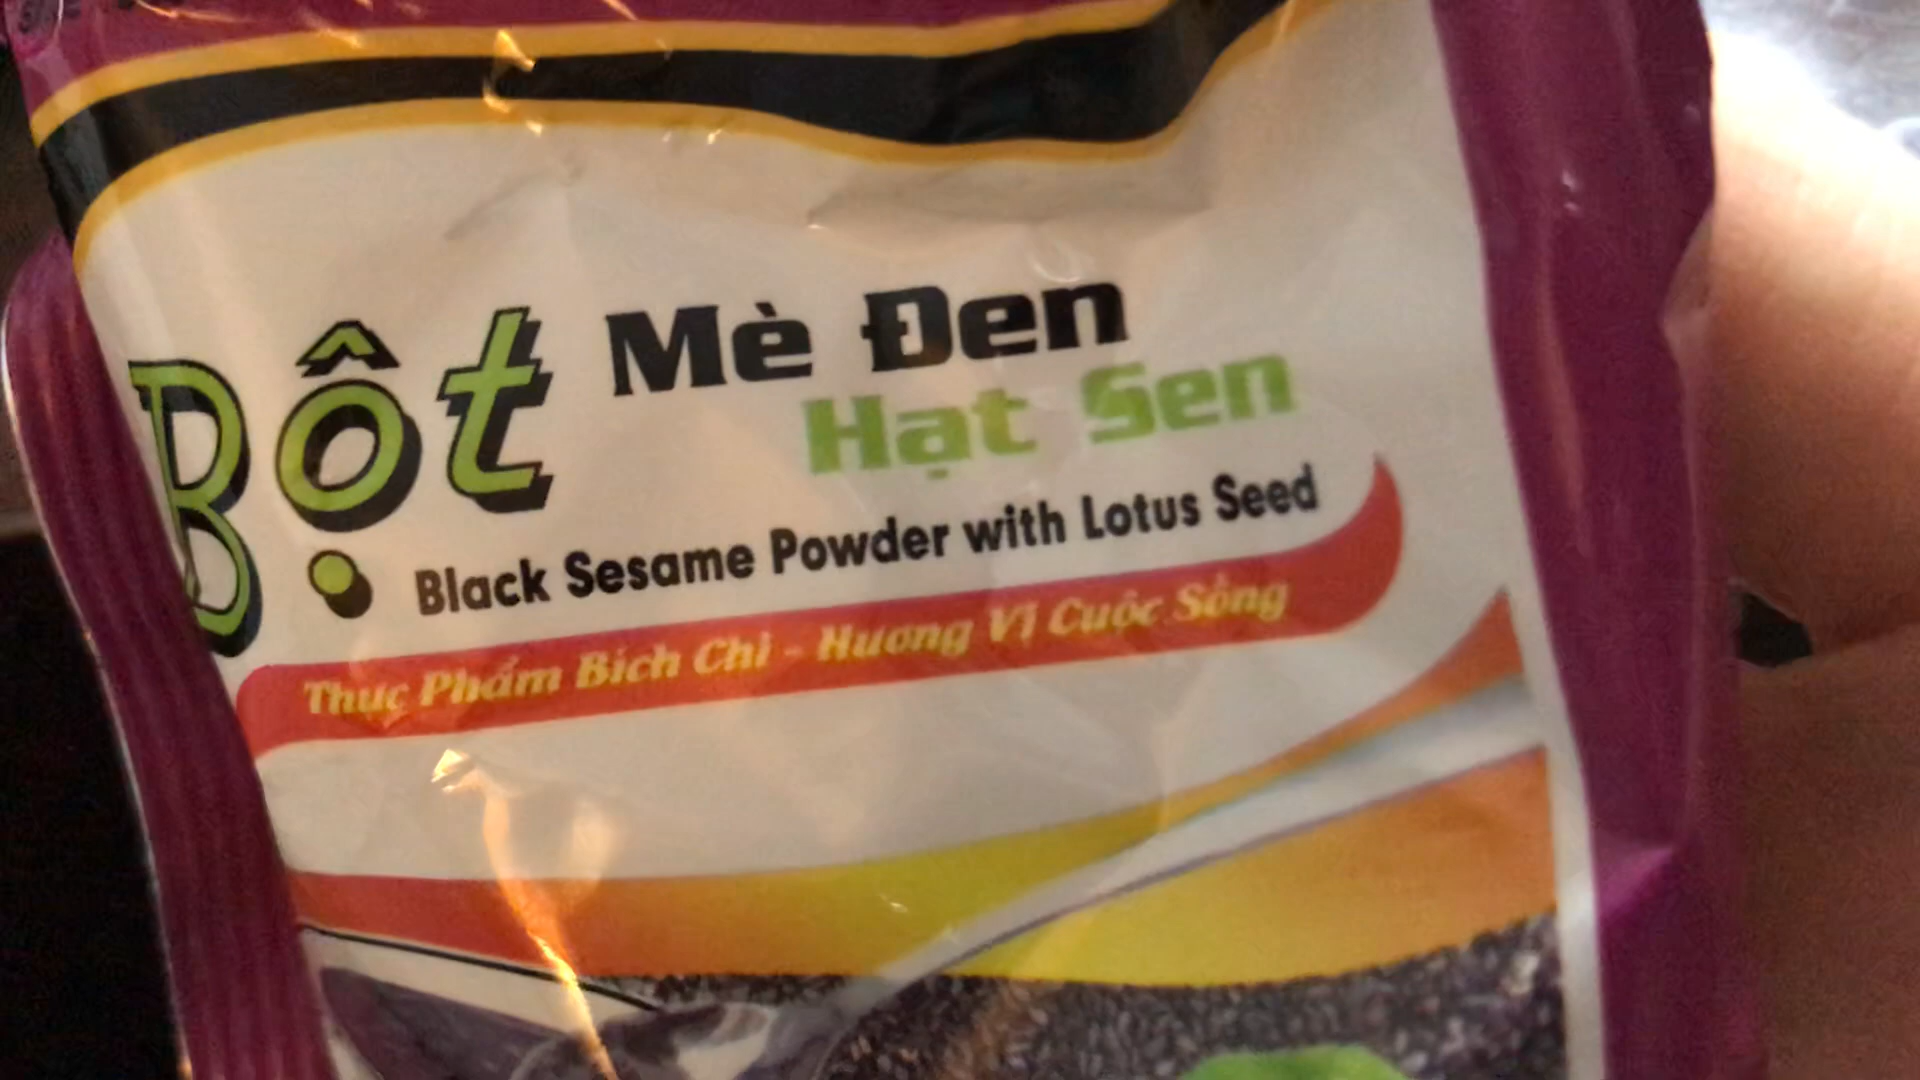 Bột Mè Đen
Hạt Sen
Black Sesame Powder with Lotus Seed
Thực Phẩm Bích Chi - Hương Vị Cuộc Sống